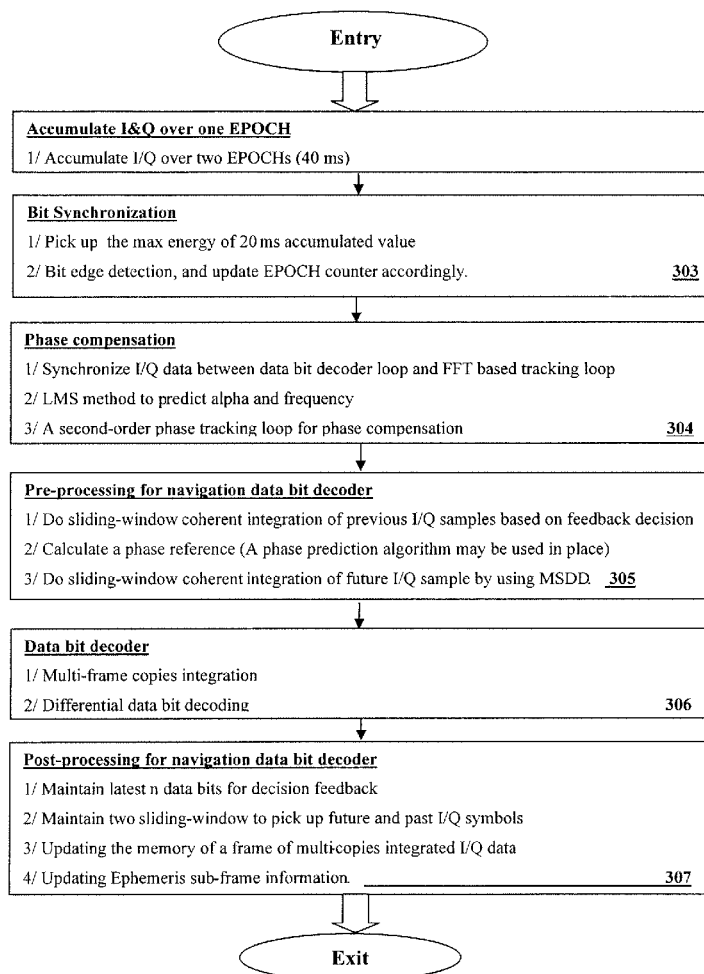 Entry
Accumulate I&Q over one EPOCH
1/ Accumulate I/Q over two EPOCHs (40 ms)
Bit Synchronization
1/ Pick up the max energy of 20 ms accumulated value
2/ Bit edge detection, and update EPOCH counter accordingly. 303
Phase compensation
1/ Synchronize I/Q data between data bit decoder loop and FFT based tracking loop
2/ LMS method to predict alpha and frequency
3/ A second-order phase tracking loop for phase compensation 304
Pre-processing for navigation data bit decoder
1/ Do sliding-window coherent integration of previous I/Q samples based on feedback decision
2/ Calculate a phase reference (A phase prediction algorithm may be used in place)
3/ Do sliding-window coherent integration of future I/Q sample by using MSDD. 305
Data bit decoder
1/ Multi-frame copies integration
2/ Differential data bit decoding 306
Post-processing for navigation data bit decoder
1/ Maintain latest n data bits for decision feedback
2/ Maintain two sliding-window to pick up future and past I/Q symbols
3/ Updating the memory of a frame of multi-copies integrated I/Q data
4/ Updating Ephemeris sub-frame information. 307
Exit